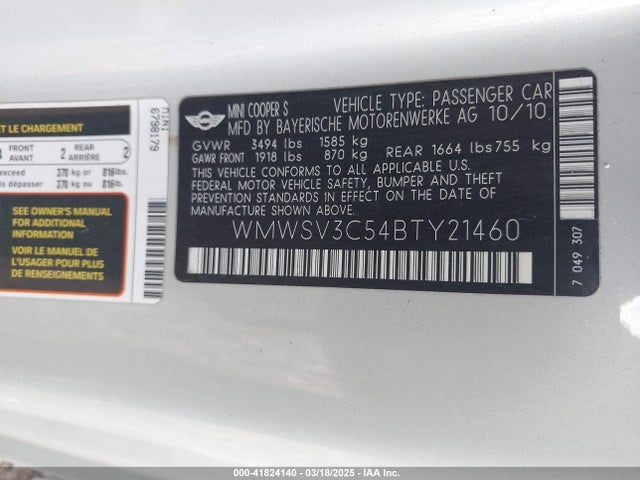 ET LE CHARGEMENT
FRONT
AVANT
2
REAR
ARRIÈRE
2
exceed 370 kg or 816 lbs.
dépasser 370 kg ou 816 lb.
SEE OWNER'S MANUAL
FOR ADDITIONAL
INFORMATION
VOIR LE MANUEL DE
L'USAGER POUR PLUS
DE RENSEIGNEMENTS
MINI
6798179
MINI
MINI COOPER S VEHICLE TYPE: PASSENGER CAR
MFD BY BAYERISCHE MOTORENWERKE AG 10/10
GVWR 3494 lbs 1585 kg
GAWR FRONT 1918 lbs 870 kg REAR 1664 lbs 755 kg
THIS VEHICLE CONFORMS TO ALL APPLICABLE U.S.
FEDERAL MOTOR VEHICLE SAFETY, BUMPER AND THEFT
PREVENTION STANDARDS IN EFFECT ON THE DATE OF
MANUFACTURE SHOWN ABOVE.
WMWSV3C54BTY21460
7 049 307
000-41824140 - 03/18/2025 - IAA Inc.